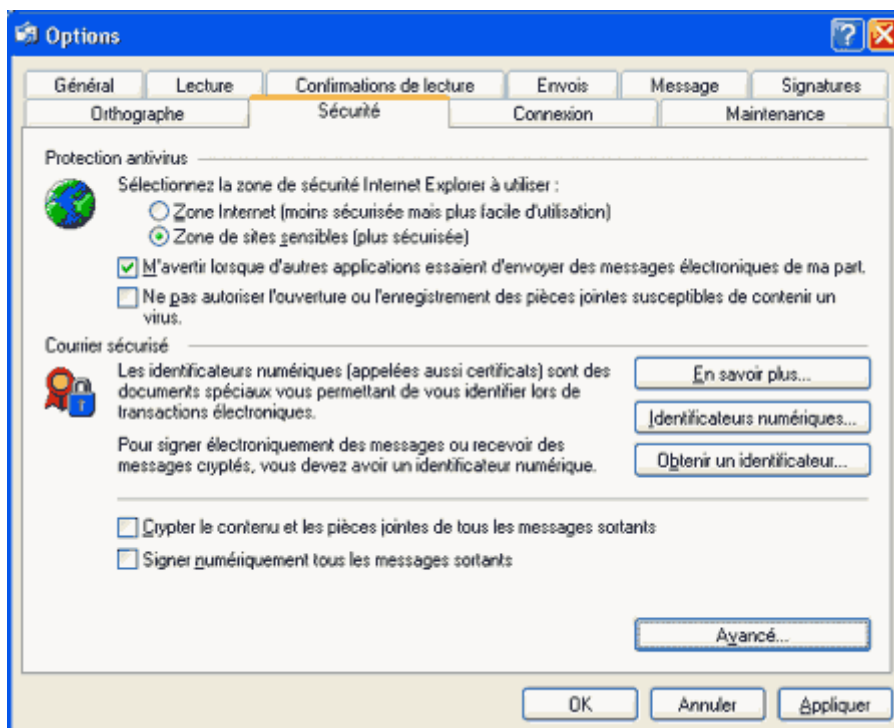 Options
Général Lecture Confirmations de lecture Envois Message Signatures
Orthographe Sécurité Connexion Maintenance
Protection antivirus
Sélectionnez la zone de sécurité Internet Explorer à utiliser :
Zone Internet (moins sécurisée mais plus facile d'utilisation)
Zone de sites sensibles (plus sécurisée)
M'avertir lorsque d'autres applications essaient d'envoyer des messages électroniques de ma part.
Ne pas autoriser l'ouverture ou l'enregistrement des pièces jointes susceptibles de contenir un
virus.
Courrier sécurisé
Les identificateurs numériques (appelées aussi certificats) sont des
documents spéciaux vous permettant de vous identifier lors de
transactions électroniques.
En savoir plus...
Identificateurs numériques...
Pour signer électroniquement des messages ou recevoir des
messages cryptés, vous devez avoir un identificateur numérique.
Obtenir un identificateur...
Crypter le contenu et les pièces jointes de tous les messages sortants
Signer numériquement tous les messages sortants
Avancé...
OK Annuler Appliquer